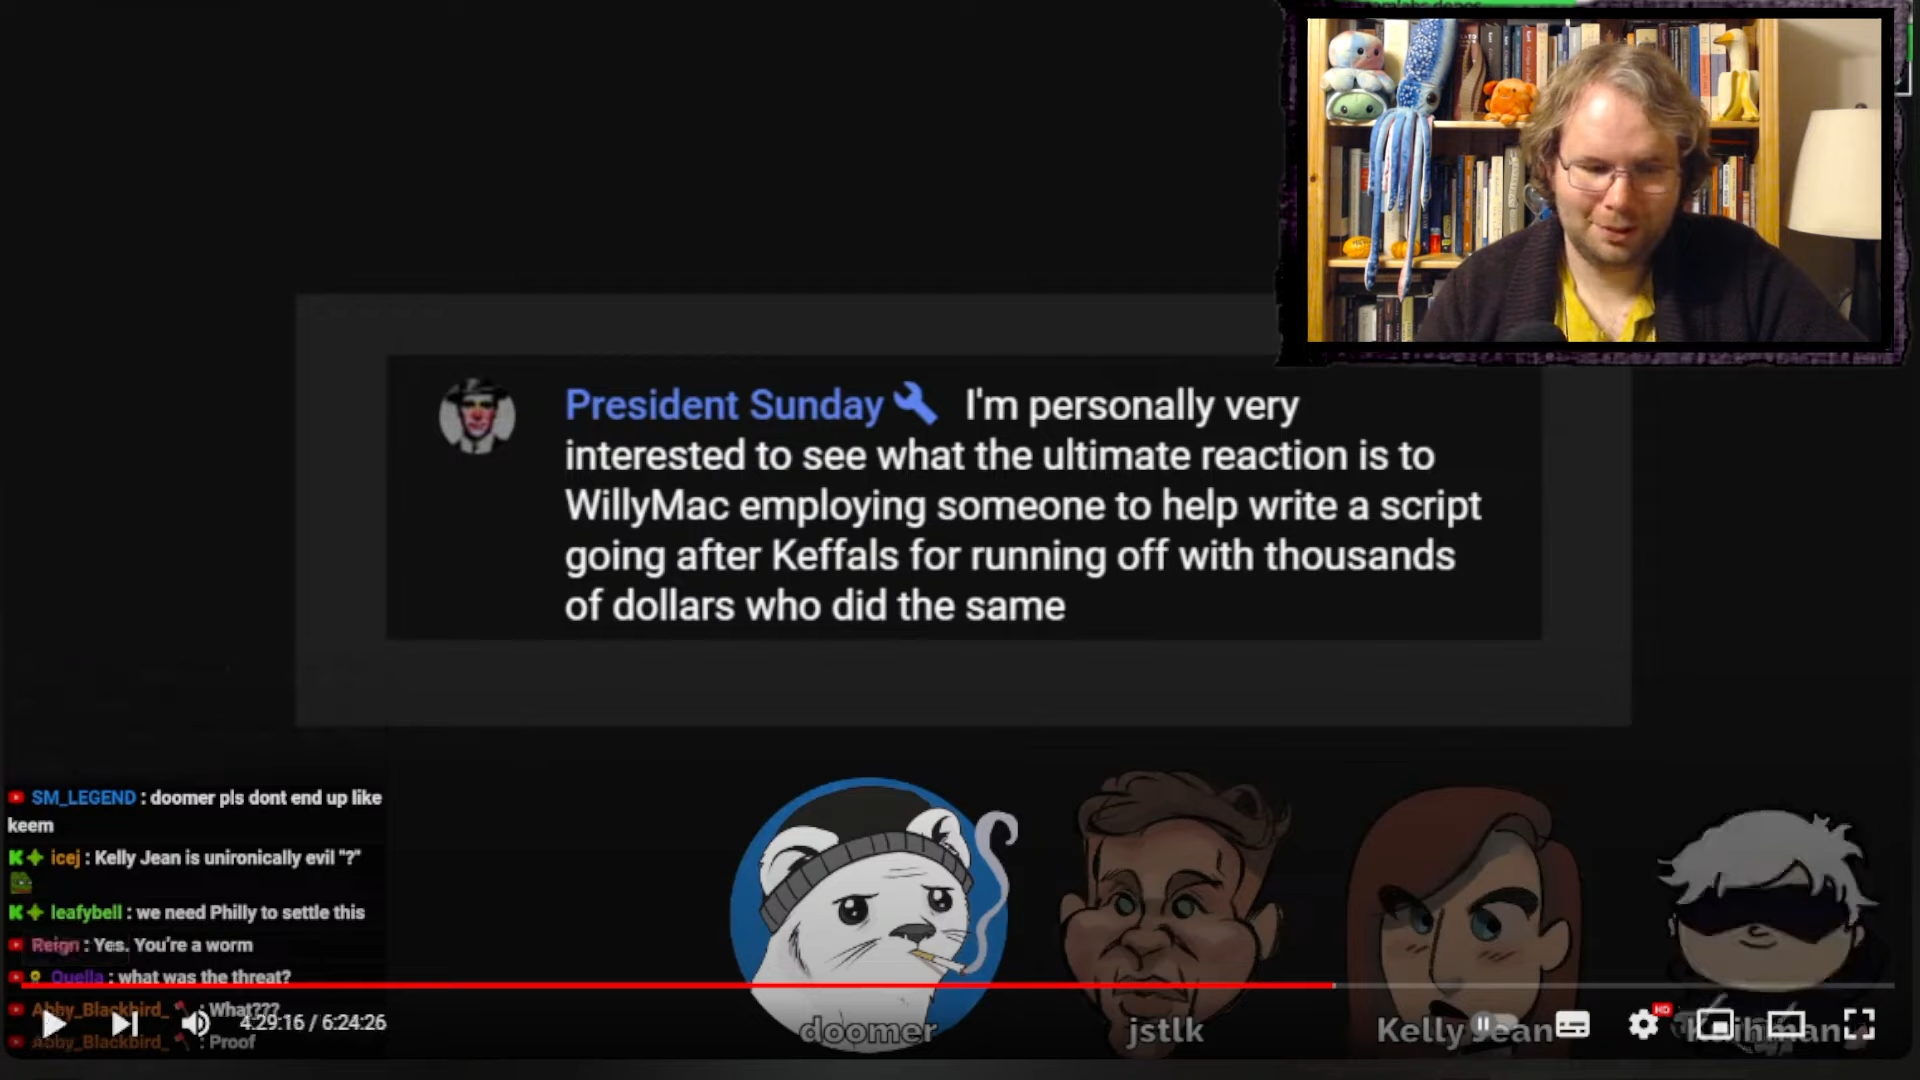 President Sunday I'm personally very
interested to see what the ultimate reaction is to
WillyMac employing someone to help write a script
going after Keffals for running off with thousands
of dollars who did the same
SM_LEGEND : doomer pls dont end up like
keem
icej : Kelly Jean is unironically evil "?"
leafybell : we need Philly to settle this
Reign : Yes. You're a worm
Quella : what was the threat?
Abby_Blackbird_ : What???
Abby_Blackbird_ : Proof
4:29:16 / 6:24:26
doomer
jstlk
Kelly Jean
HD